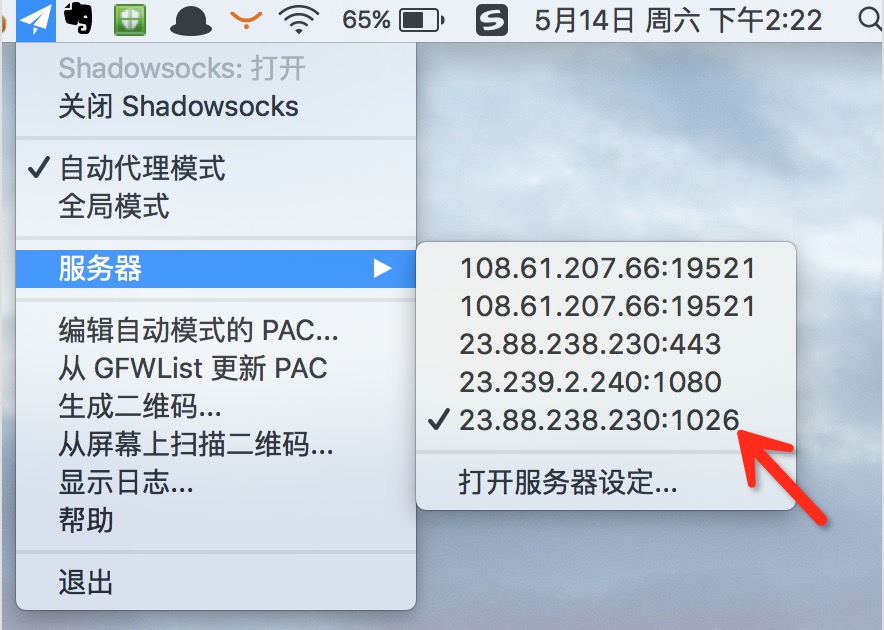 65%
5月14日 周六 下午2:22
Shadowsocks: 打开
关闭 Shadowsocks
自动代理模式
全局模式
服务器
108.61.207.66:19521
108.61.207.66:19521
23.88.238.230:443
23.239.2.240:1080
23.88.238.230:1026
打开服务器设定...
编辑自动模式的 PAC...
从 GFWList 更新 PAC
生成二维码...
从屏幕上扫描二维码...
显示日志...
帮助
退出